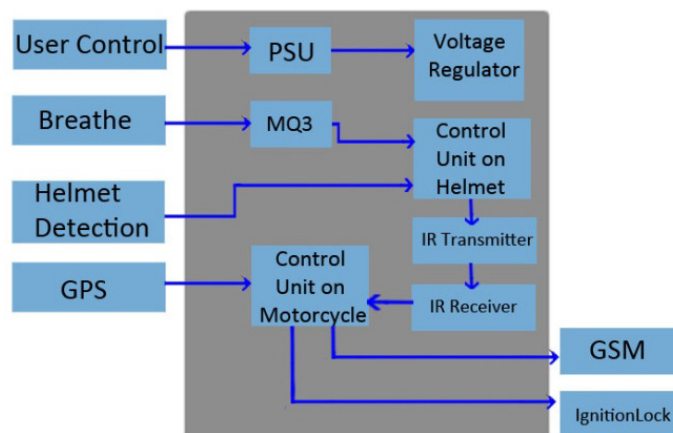 User Control
PSU
Voltage
Regulator
Breathe
MQ3
Control
Unit on
Helmet
Helmet
Detection
IR Transmitter
GPS
Control
Unit on
Motorcycle
IR Receiver
GSM
IgnitionLock